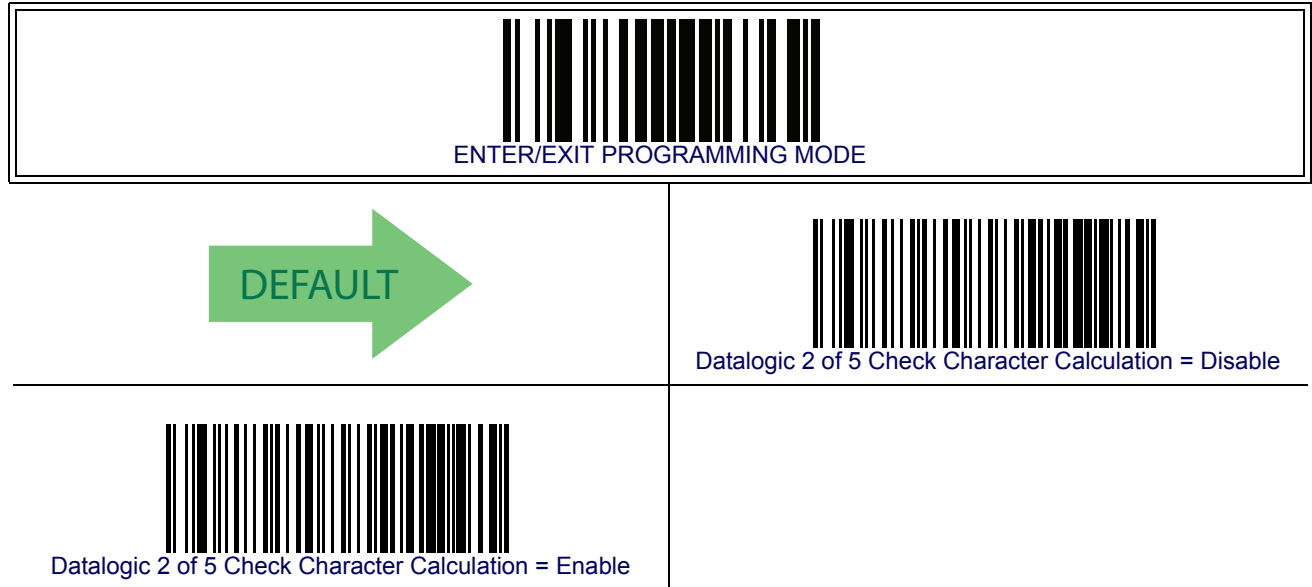 ENTER/EXIT PROGRAMMING MODE
DEFAULT
Datalogic 2 of 5 Check Character Calculation = Disable
Datalogic 2 of 5 Check Character Calculation = Enable